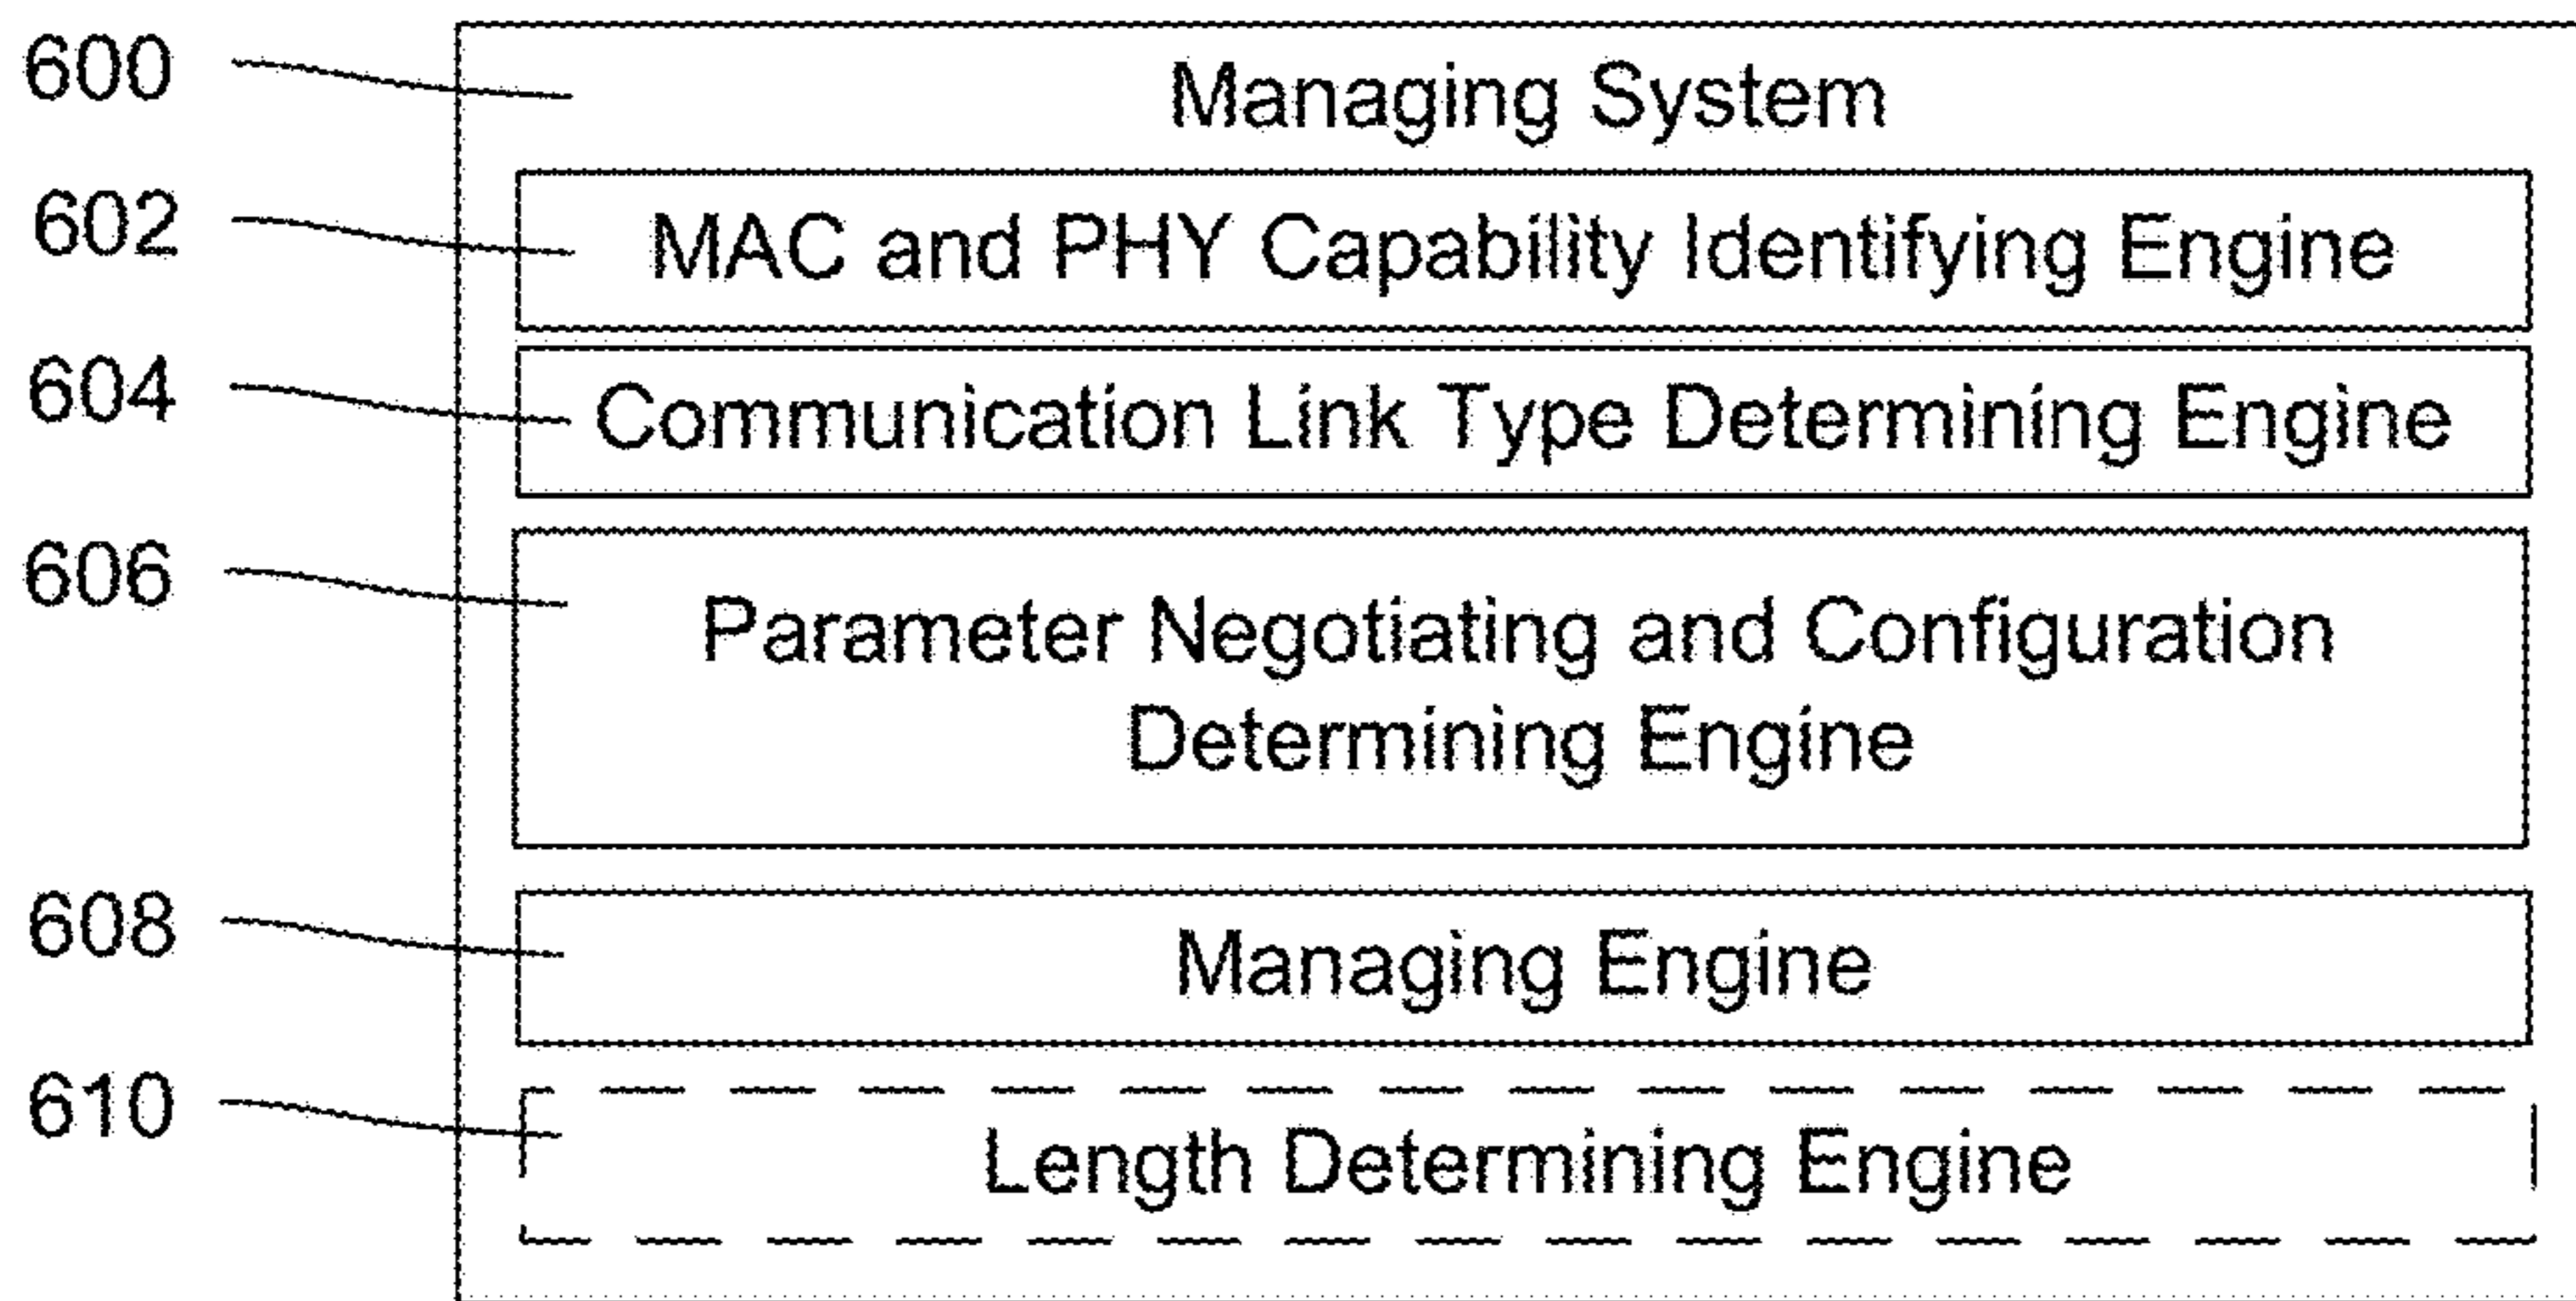 600 Managing System
602 MAC and PHY Capability Identifying Engine
604 Communication Link Type Determining Engine
606 Parameter Negotiating and Configuration
Determining Engine
608 Managing Engine
610 Length Determining Engine